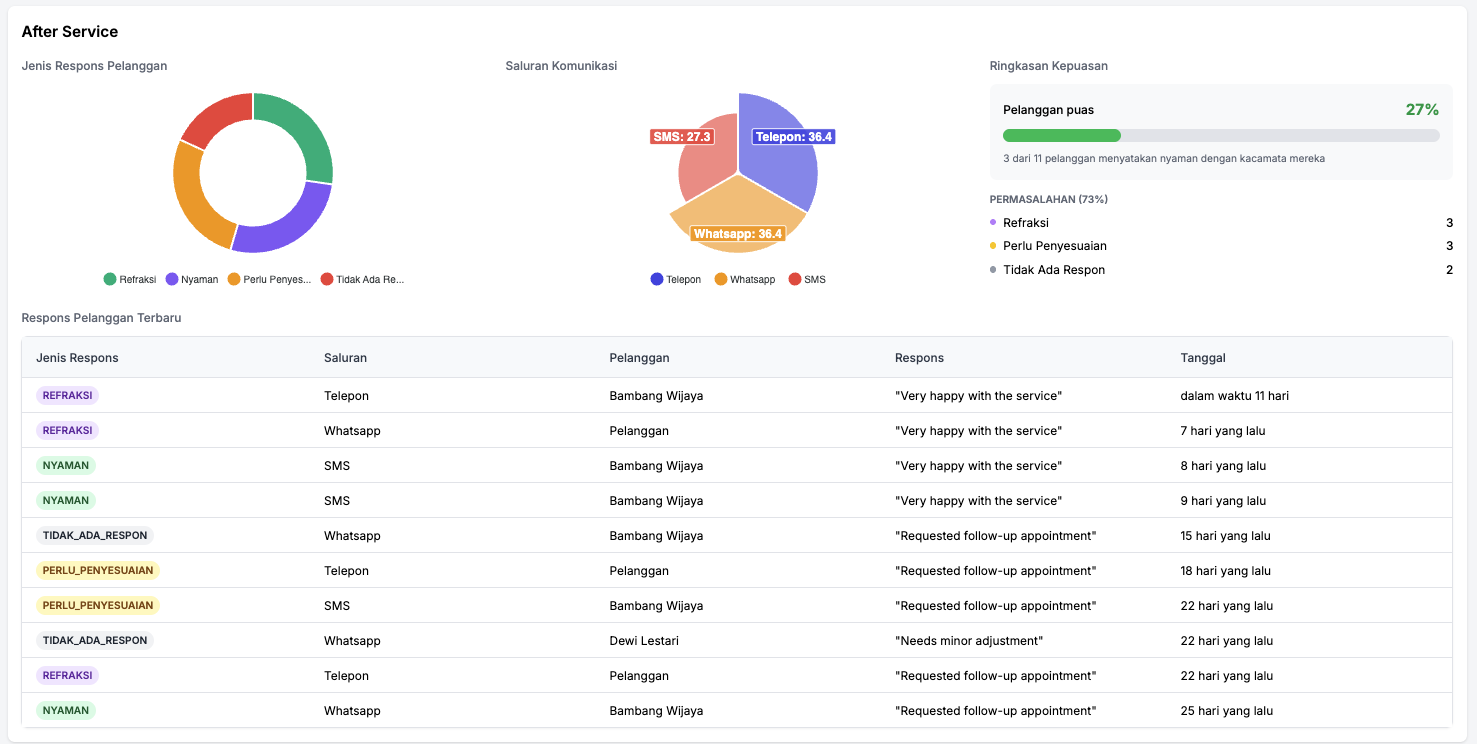 After Service
Jenis Respons Pelanggan
Refraksi Nyaman Perlu Penyes... Tidak Ada Re...
Saluran Komunikasi
SMS: 27.3
Telepon: 36.4
Whatsapp: 36.4
Telepon Whatsapp SMS
Ringkasan Kepuasan
Pelanggan puas 27%
3 dari 11 pelanggan menyatakan nyaman dengan kacamata mereka
PERMASALAHAN (73%)
Refraksi 3
Perlu Penyesuaian 3
Tidak Ada Respon 2
Respons Pelanggan Terbaru
Jenis Respons Saluran Pelanggan Respons Tanggal
REFRAKSI Telepon Bambang Wijaya "Very happy with the service" dalam waktu 11 hari
REFRAKSI Whatsapp Pelanggan "Very happy with the service" 7 hari yang lalu
NYAMAN SMS Bambang Wijaya "Very happy with the service" 8 hari yang lalu
NYAMAN SMS Bambang Wijaya "Very happy with the service" 9 hari yang lalu
TIDAK_ADA_RESPON Whatsapp Bambang Wijaya "Requested follow-up appointment" 15 hari yang lalu
PERLU_PENYESUAIAN Telepon Pelanggan "Requested follow-up appointment" 18 hari yang lalu
PERLU_PENYESUAIAN SMS Bambang Wijaya "Requested follow-up appointment" 22 hari yang lalu
TIDAK_ADA_RESPON Whatsapp Dewi Lestari "Needs minor adjustment" 22 hari yang lalu
REFRAKSI Telepon Pelanggan "Requested follow-up appointment" 22 hari yang lalu
NYAMAN Whatsapp Bambang Wijaya "Requested follow-up appointment" 25 hari yang lalu